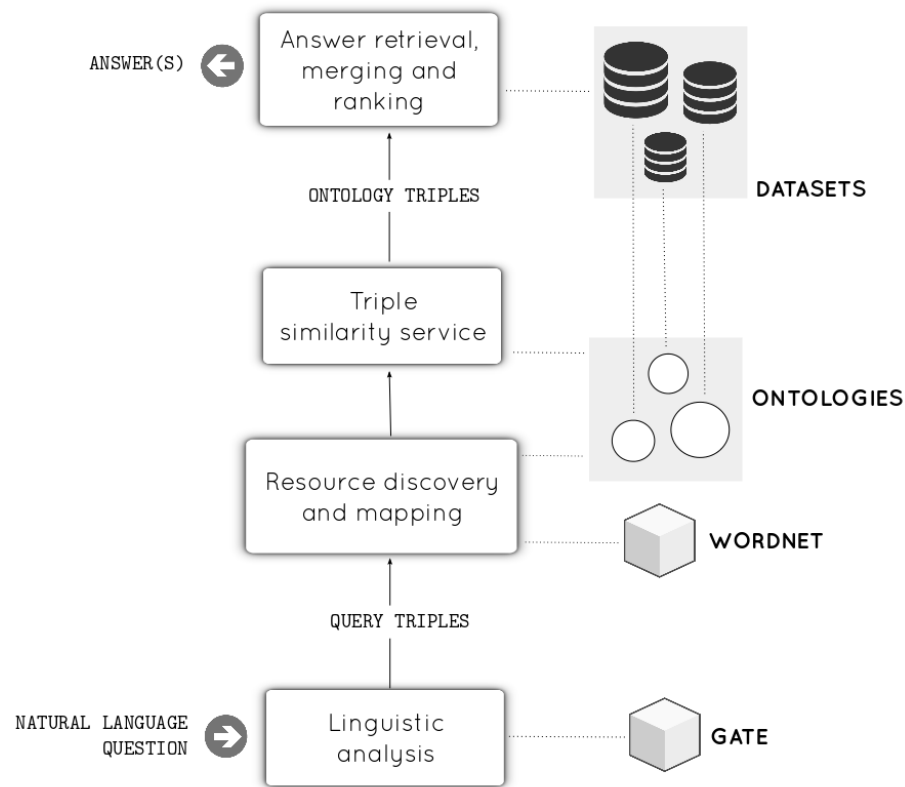 ANSWER(S)
Answer retrieval,
merging and
ranking
DATASETS
ONTOLOGY TRIPLES
Triple
similarity service
ONTOLOGIES
Resource discovery
and mapping
WORDNET
QUERY TRIPLES
NATURAL LANGUAGE
QUESTION
Linguistic
analysis
GATE